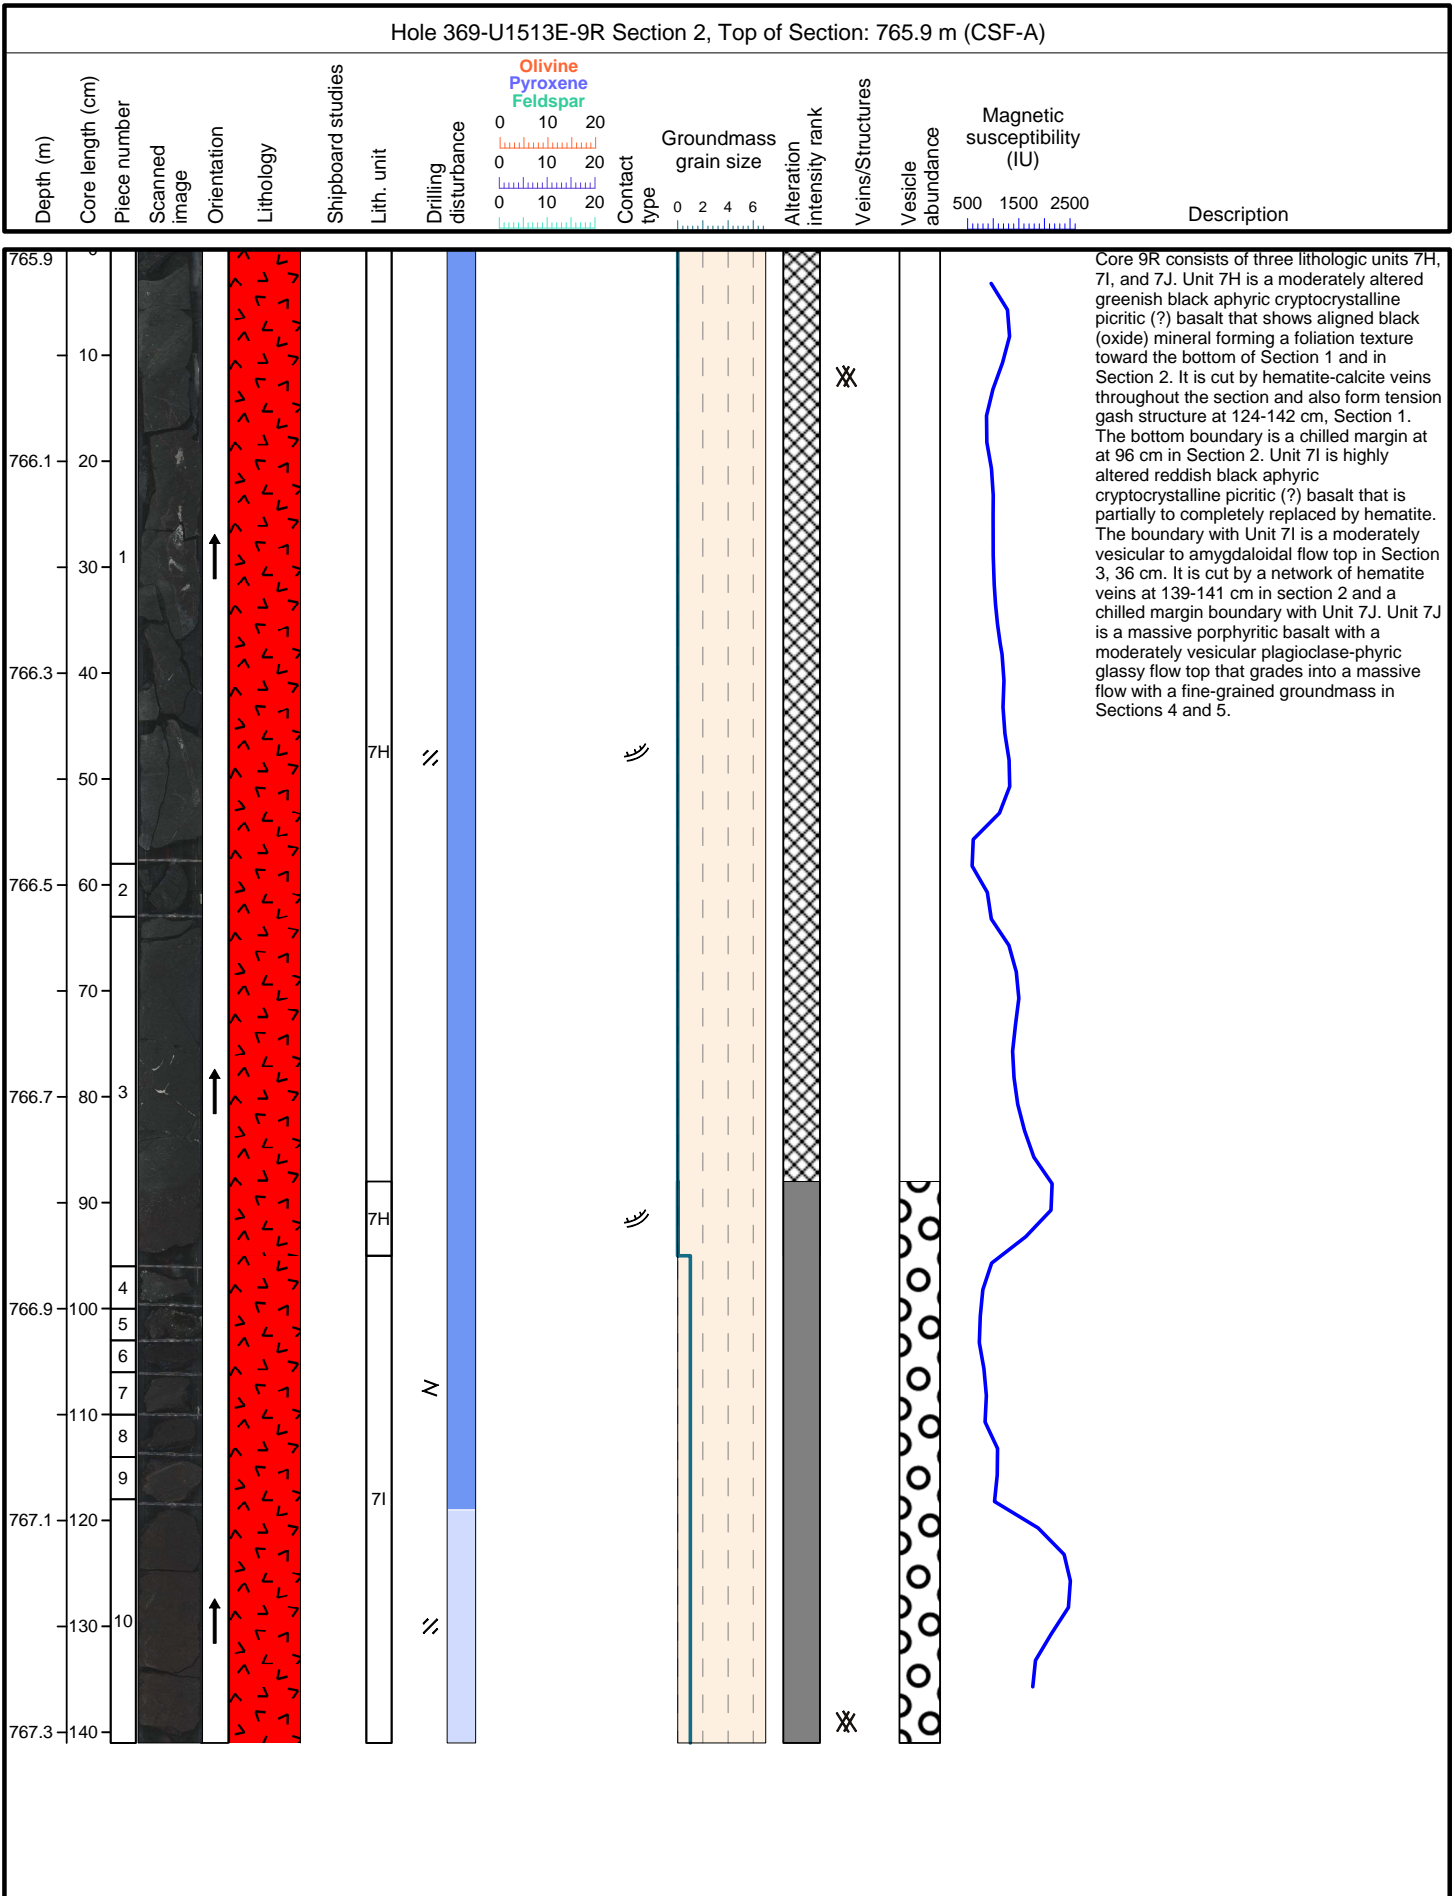 Hole 369-U1513E-9R Section 2, Top of Section: 765.9 m (CSF-A)
Depth (m)
Core length (cm)
Piece number
Scanned
image
Orientation
Lithology
Shipboard studies
Lith. unit
Drilling
disturbance
Olivine
Pyroxene
Feldspar
0 10 20
0 10 20
0 10 20
Contact
type
Groundmass
grain size
0 2 4 6
Alteration
intensity rank
Veins/Structures
Vesicle
abundance
Magnetic
susceptibility
(IU)
500 1500 2500
Description
765.9
766.1
766.3
766.5
766.7
766.9
767.1
767.3
0
10
20
30
40
50
60
70
80
90
100
110
120
130
140
1
2
3
4
5
6
7
8
9
10
7H
7H
7I
Core 9R consists of three lithologic units 7H,
7I, and 7J. Unit 7H is a moderately altered
greenish black aphyric cryptocrystalline
picritic (?) basalt that shows aligned black
(oxide) mineral forming a foliation texture
toward the bottom of Section 1 and in
Section 2. It is cut by hematite-calcite veins
throughout the section and also form tension
gash structure at 124-142 cm, Section 1.
The bottom boundary is a chilled margin at
at 96 cm in Section 2. Unit 7I is highly
altered reddish black aphyric
cryptocrystalline picritic (?) basalt that is
partially to completely replaced by hematite.
The boundary with Unit 7I is a moderately
vesicular to amygdaloidal flow top in Section
3, 36 cm. It is cut by a network of hematite
veins at 139-141 cm in section 2 and a
chilled margin boundary with Unit 7J. Unit 7J
is a massive porphyritic basalt with a
moderately vesicular plagioclase-phyric
glassy flow top that grades into a massive
flow with a fine-grained groundmass in
Sections 4 and 5.